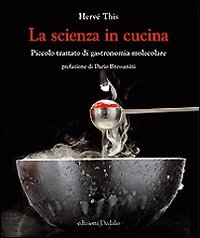 Hervé This
La scienza in cucina
Piccolo trattato di gastronomia molecolare
prefazione di Dario Bressanini
edizioni Dedalo